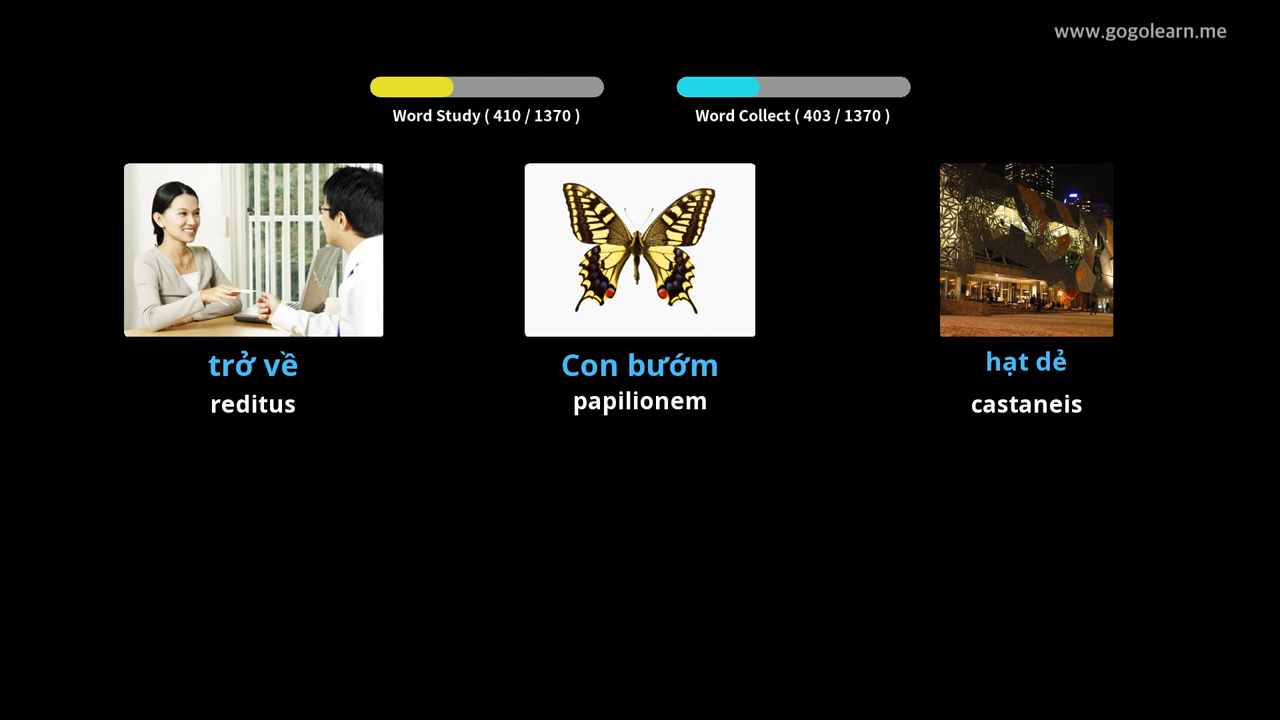 www.gogolearn.me
Word Study ( 410 / 1370 )
Word Collect ( 403 / 1370 )
trở về
reditus
Con bướm
papilionem
hạt dẻ
castaneis